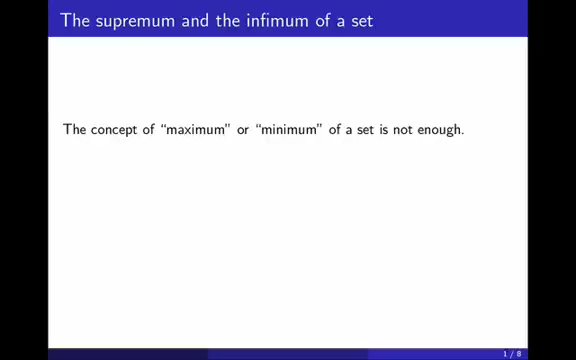 The supremum and the infimum of a set
The concept of “maximum” or “minimum” of a set is not enough.
1 / 8